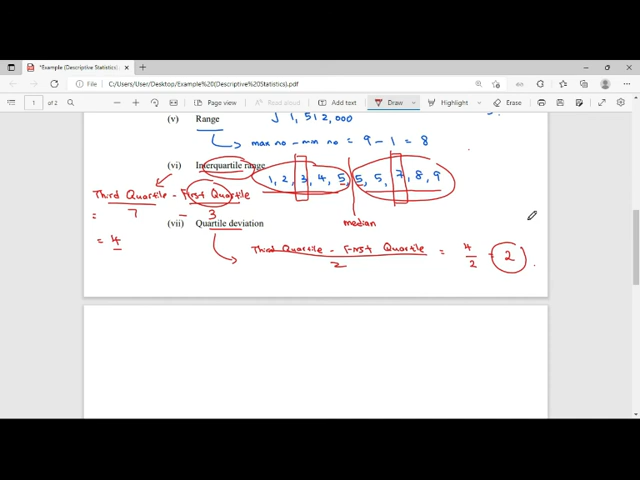 *Example (Descriptive Statistics).
File
C:/Users/User/Desktop/Example%20(Descriptive%20Statistics).pdf
1 of 2
Page view
Read aloud
Draw
Highlight
Erase
(v) Range
1, 512, 000
max no - min no = 9 - 1 = 8
(vi) Interquartile range
1, 2, 3, 4, 5, 5, 5, 7, 8, 9
Third Quartile - First Quartile
= 7 - 3
= 4
median
(vii) Quartile deviation
Third Quartile - First Quartile = 4 = 2
2 2